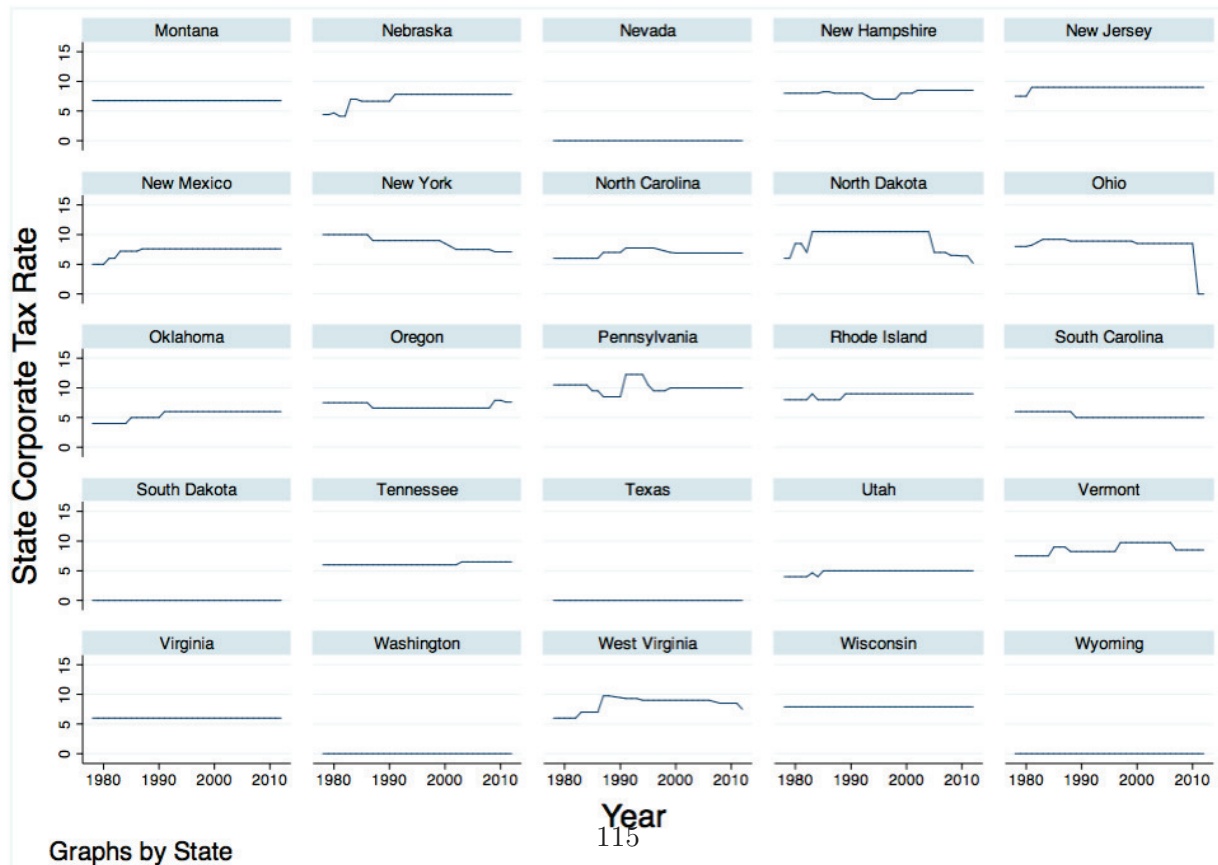 Montana Nebraska Nevada New Hampshire New Jersey
15
10
5
0
New Mexico New York North Carolina North Dakota Ohio
15
10
5
0
Oklahoma Oregon Pennsylvania Rhode Island South Carolina
15
10
5
0
South Dakota Tennessee Texas Utah Vermont
15
10
5
0
Virginia Washington West Virginia Wisconsin Wyoming
15
10
5
0
State Corporate Tax Rate
1980 1990 2000 2010 1980 1990 2000 2010 1980 1990 2000 2010 1980 1990 2000 2010 1980 1990 2000 2010
Year
115
Graphs by State